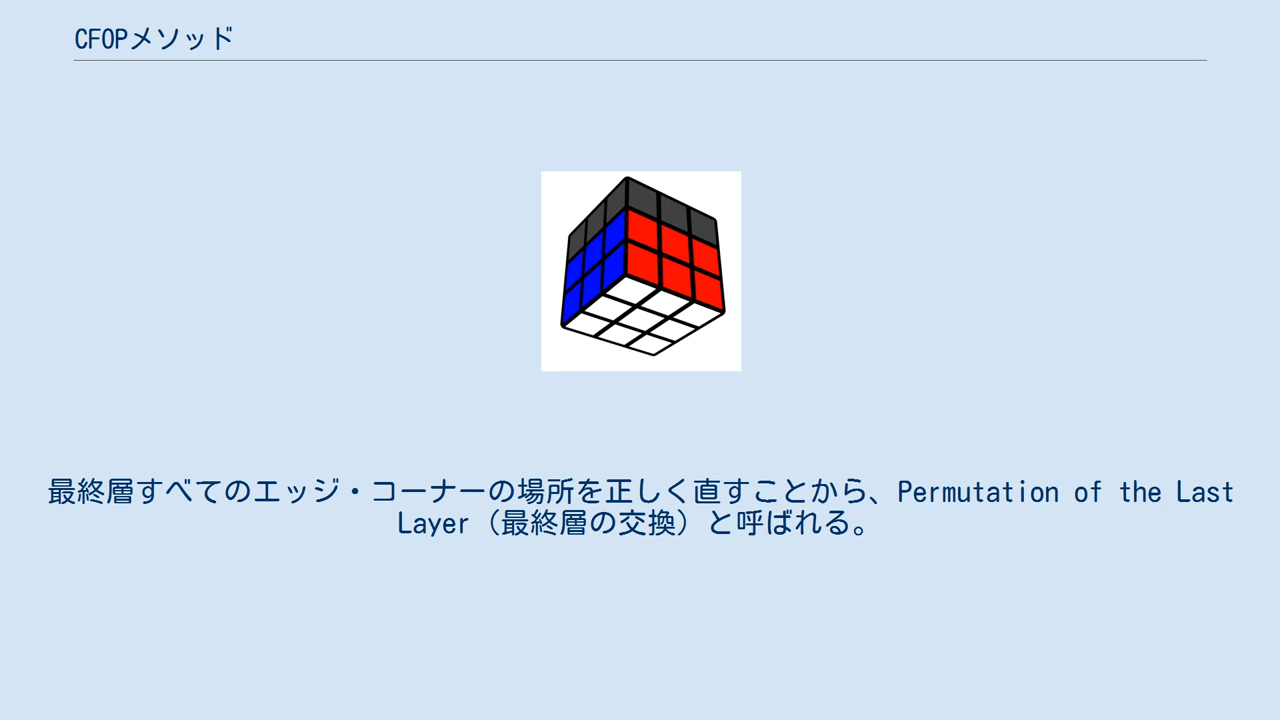 CFOPメソッド
最終層すべてのエッジ・コーナーの場所を正しく直すことから、Permutation of the Last
Layer（最終層の交換）と呼ばれる。